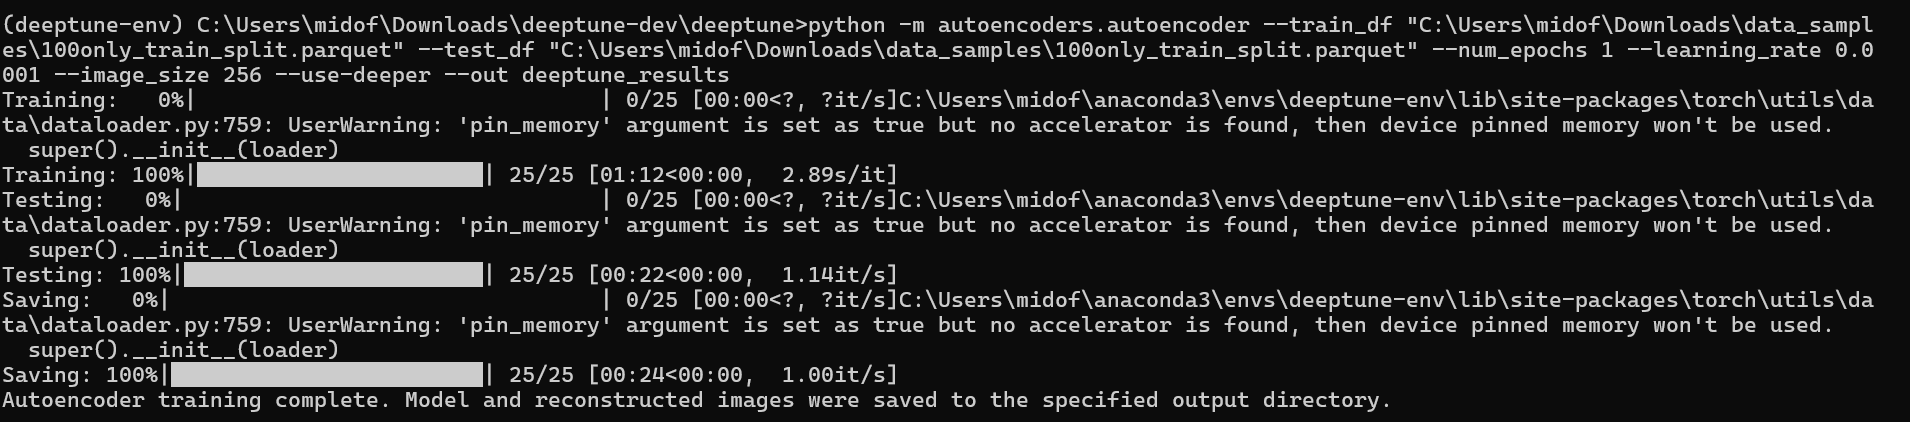 (deeptune-env) C:\Users\midof\Downloads\deeptune-dev\deeptune>python -m autoencoders.autoencoder --train_df "C:\Users\midof\Downloads\data_sampl
es\100only_train_split.parquet" --test_df "C:\Users\midof\Downloads\data_samples\100only_train_split.parquet" --num_epochs 1 --learning_rate 0.0
001 --image_size 256 --use-deeper --out deeptune_results
Training:   0%|                               | 0/25 [00:00<?, ?it/s]C:\Users\midof\anaconda3\envs\deeptune-env\lib\site-packages\torch\utils\da
ta\dataloader.py:759: UserWarning: 'pin_memory' argument is set as true but no accelerator is found, then device pinned memory won't be used.
  super().__init__(loader)
Training: 100%|██████████████████████| 25/25 [01:12<00:00,  2.89s/it]
Testing:   0%|                                | 0/25 [00:00<?, ?it/s]C:\Users\midof\anaconda3\envs\deeptune-env\lib\site-packages\torch\utils\da
ta\dataloader.py:759: UserWarning: 'pin_memory' argument is set as true but no accelerator is found, then device pinned memory won't be used.
  super().__init__(loader)
Testing: 100%|███████████████████████| 25/25 [00:22<00:00,  1.14it/s]
Saving:   0%|                                 | 0/25 [00:00<?, ?it/s]C:\Users\midof\anaconda3\envs\deeptune-env\lib\site-packages\torch\utils\da
ta\dataloader.py:759: UserWarning: 'pin_memory' argument is set as true but no accelerator is found, then device pinned memory won't be used.
  super().__init__(loader)
Saving: 100%|████████████████████████| 25/25 [00:24<00:00,  1.00it/s]
Autoencoder training complete. Model and reconstructed images were saved to the specified output directory.